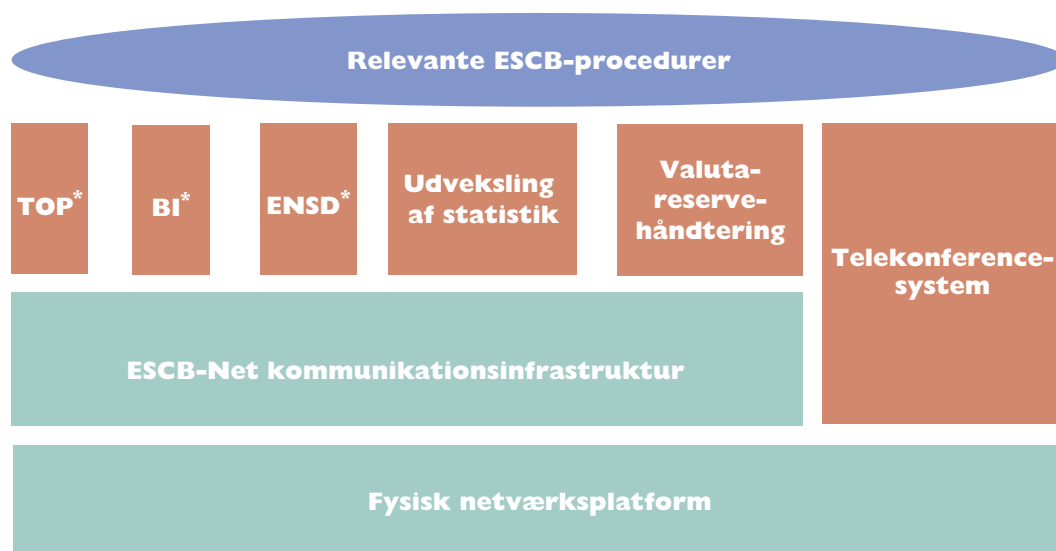 Relevante ESCB-procedurer
TOP*
BI*
ENSD*
Udveksling
af statistik
Valuta-
reserve-
håndtering
Telekonference-
system
ESCB-Net kommunikationsinfrastruktur
Fysisk netværksplatform